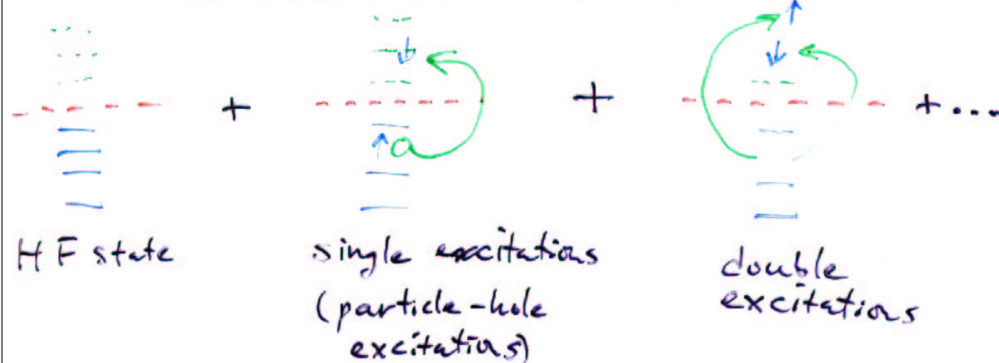 + + +...
HF state
single excitations
(particle-hole
excitations)
double
excitations